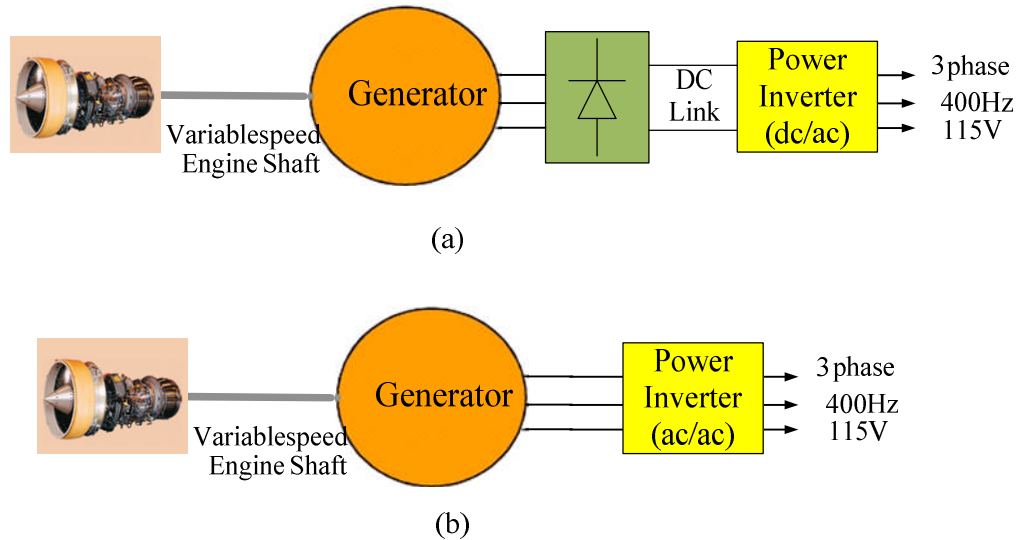 Generator
Variablespeed
Engine Shaft
DC
Link
Power
Inverter
(dc/ac)
3 phase
400Hz
115V
(a)
Generator
Variablespeed
Engine Shaft
Power
Inverter
(ac/ac)
3 phase
400Hz
115V
(b)